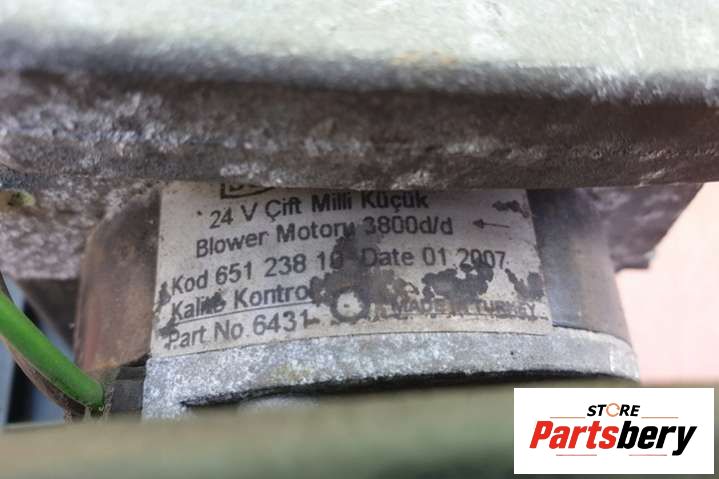 24 V Çift Milli Küçük
Blower Motoru 3800d/d
Kod 651 238 10 Date 01.2007
Kalite Kontrol MADE IN TURKEY
Part No.6431
STORE
Partsbery